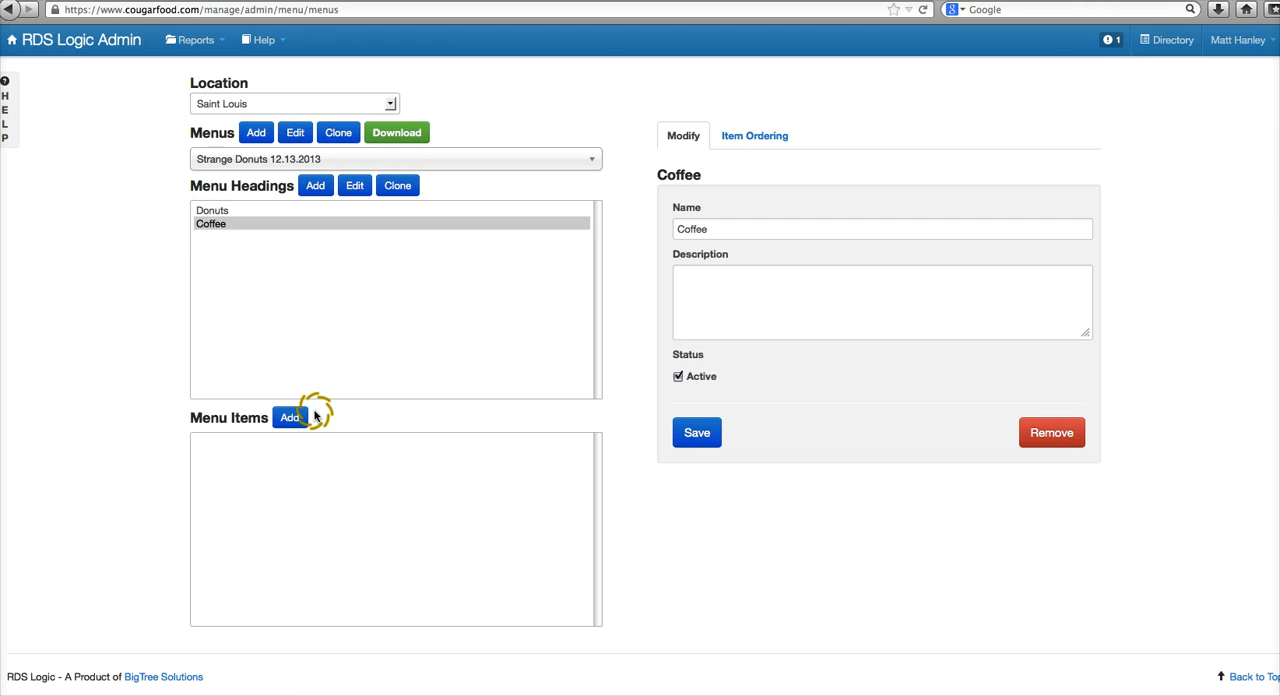 https://www.cougarfood.com/manage/admin/menu/menus
Google
RDS Logic Admin
Reports
Help
1
Directory
Matt Hanley
H
E
L
P
Location
Saint Louis
Menus Add Edit Clone Download
Strange Donuts 12.13.2013
Menu Headings Add Edit Clone
Donuts
Coffee
Menu Items Add
Modify
Item Ordering
Coffee
Name
Coffee
Description
Status
Active
Save
Remove
RDS Logic - A Product of BigTree Solutions
Back to Top